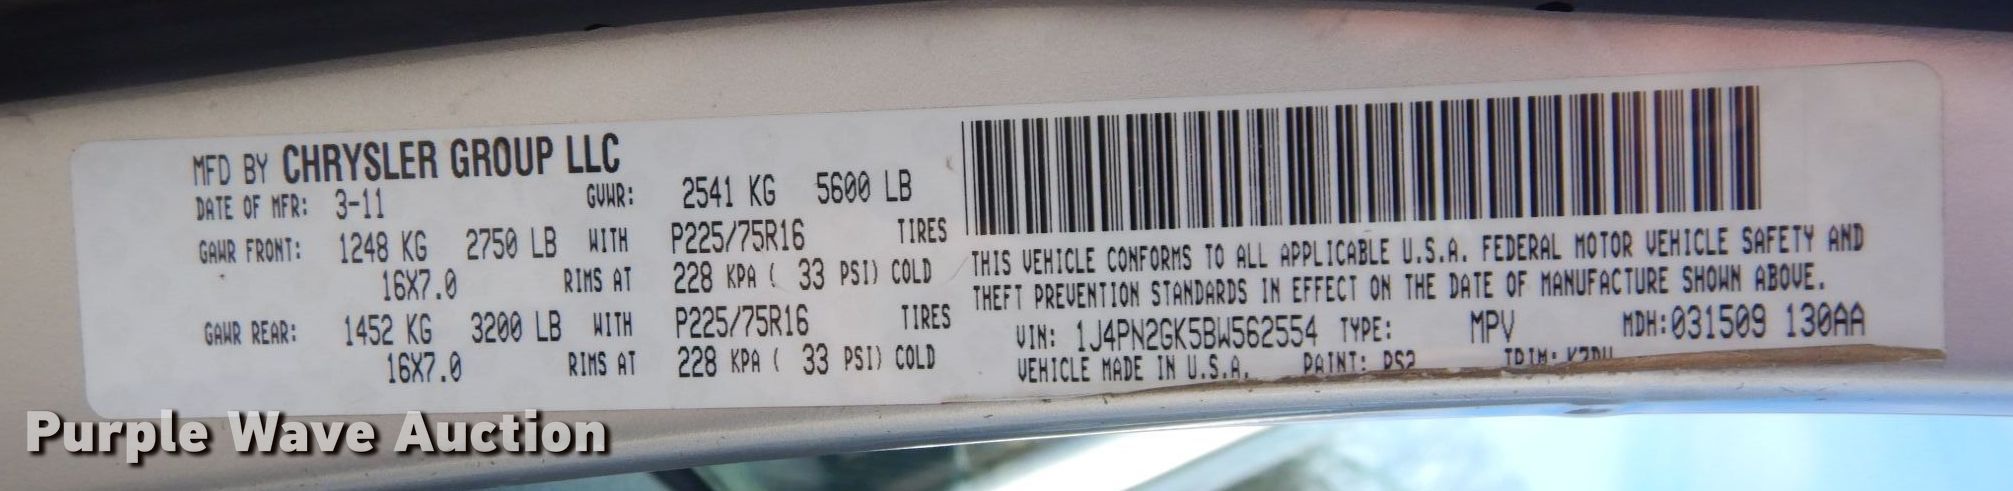 MFD BY CHRYSLER GROUP LLC
DATE OF MFR: 3-11 GVWR: 2541 KG 5600 LB
GAWR FRONT: 1248 KG 2750 LB WITH P225/75R16 TIRES
16X7.0 RIMS AT 228 KPA ( 33 PSI) COLD
GAWR REAR: 1452 KG 3200 LB WITH P225/75R16 TIRES
16X7.0 RIMS AT 228 KPA ( 33 PSI) COLD
THIS VEHICLE CONFORMS TO ALL APPLICABLE U.S.A. FEDERAL MOTOR VEHICLE SAFETY AND
THEFT PREVENTION STANDARDS IN EFFECT ON THE DATE OF MANUFACTURE SHOWN ABOVE.
VIN: 1J4PN2GK5BW562554 TYPE: MPV MDH:031509 130AA
VEHICLE MADE IN U.S.A. PAINT: PS2 TRIM:
Purple Wave Auction